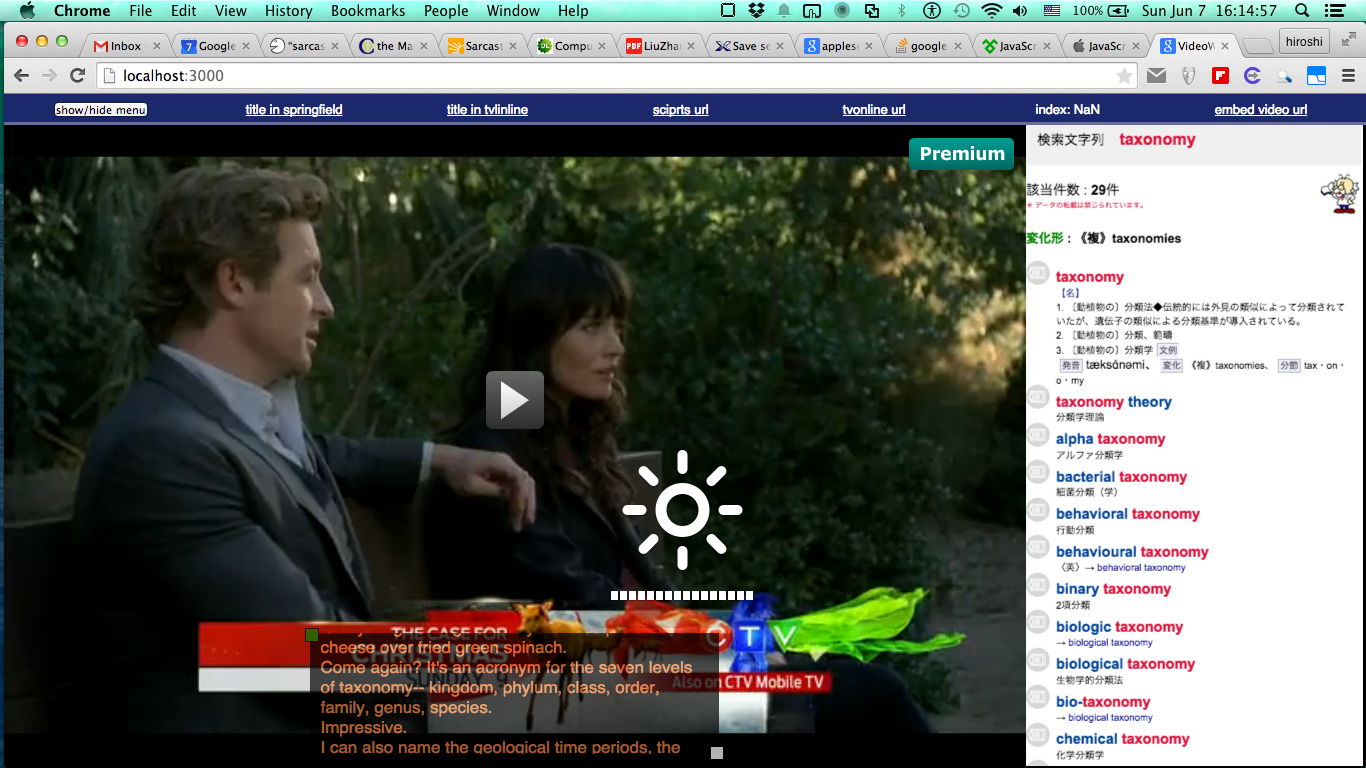 Chrome File Edit View History Bookmarks People Window Help 100% Sun Jun 7 16:14:57
Inbox Google "sarcas the Ma Sarcast Compu LiuZhan Save se applesc google JavaScr JavaScr VideoW hiroshi
localhost:3000
show/hide menu title in springfield title in tvlinline sciprts url tvonline url index: NaN embed video url
Premium
THE CASE FOR
CHRISTMAS
SUNDAY 9
CTV
Also on CTV Mobile TV
cheese over fried green spinach.
Come again? It's an acronym for the seven levels
of taxonomy-- kingdom, phylum, class, order,
family, genus, species.
Impressive.
I can also name the geological time periods, the
検索文字列 taxonomy
該当件数 : 29件
* データの転載は禁じられています。
変化形 : 《複》taxonomies
taxonomy
【名】
1. 〔動植物の〕分類法◆伝統的には外見の類似によって分類されて
いたが、遺伝子の類似による分類基準が導入されている。
2. 〔動植物の〕分類、範疇
3. 〔動植物の〕分類学 文例
発音 tæksάnəmi、 変化 《複》taxonomies、 分節 tax・on・
o・my
taxonomy theory
分類学理論
alpha taxonomy
アルファ分類学
bacterial taxonomy
細菌分類（学）
behavioral taxonomy
行動分類
behavioural taxonomy
〈英〉→ behavioral taxonomy
binary taxonomy
2項分類
biologic taxonomy
→ biological taxonomy
biological taxonomy
生物学的分類法
bio-taxonomy
→ biological taxonomy
chemical taxonomy
化学分類学